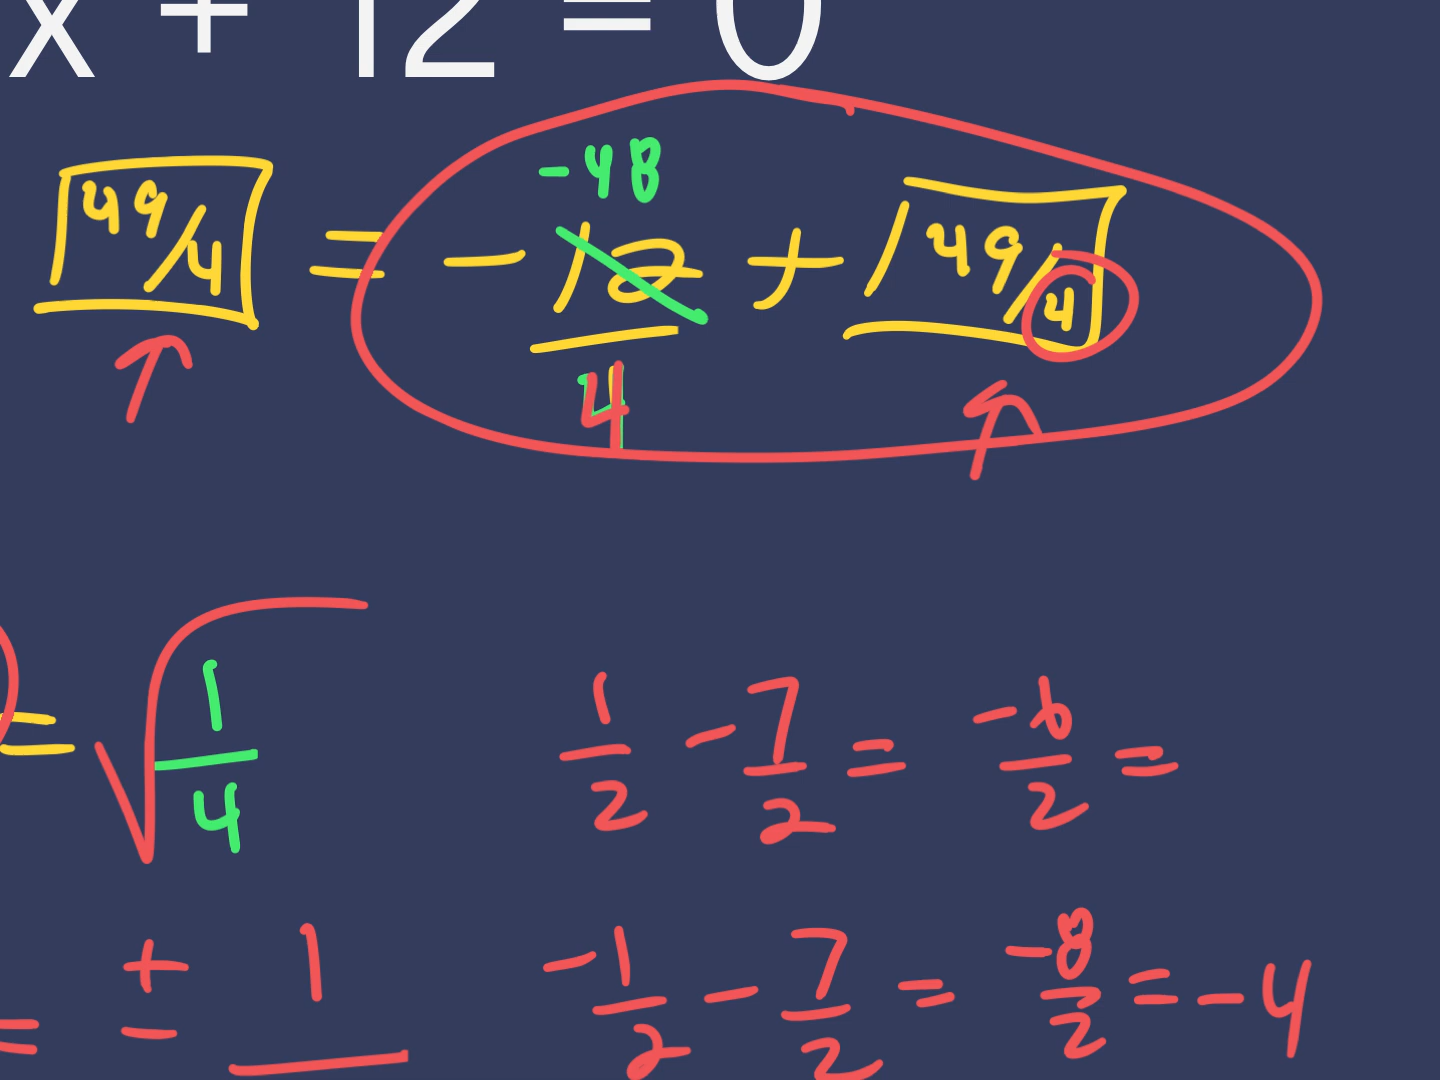 x + 12 = 0
-48
49/4 = -12/4 + 49/4
= √1/4
1/2 - 7/2 = -6/2 =
= ± 1
-1/2 - 7/2 = -8/2 = -4